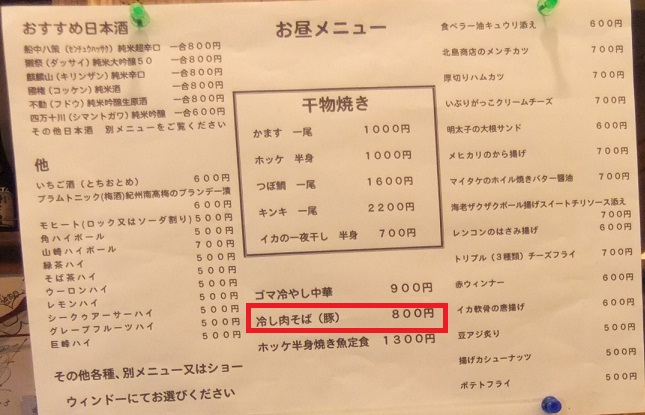 おすすめ日本酒
船中八策(センチュウハッサク)純米超辛口 一合800円
獺祭(ダッサイ)純米大吟醸50 一合800円
麒麟山(キリンザン)純米辛口 一合800円
國権(コッケン)純米酒 一合800円
不動(フドウ)純米吟醸生原酒 一合800円
四万十川(シマントガワ)純米吟醸 一合600円
その他日本酒 別メニューをご覧ください
他
いちご酒(とちおとめ) 600円
プラムトニック(梅酒)紀州南高梅のブランデー漬
600円
モヒート(ロック又はソーダ割り)500円
角ハイボール 500円
山崎ハイボール 700円
緑茶ハイ 500円
そば茶ハイ 500円
ウーロンハイ 500円
レモンハイ 500円
シークヮアーサーハイ 500円
グレープフルーツハイ 500円
巨峰ハイ 500円
その他各種、別メニュー又はショー
ウィンドーにてお選びください
お昼メニュー
干物焼き
かます 一尾 1000円
ホッケ 半身 1000円
つぼ鯛 一尾 1600円
キンキ 一尾 2200円
イカの一夜干し 半身 700円
ゴマ冷やし中華 900円
冷し肉そば(豚) 800円
ホッケ半身焼き魚定食 1300円
食べラー油キュウリ添え 600円
北島商店のメンチカツ 700円
厚切りハムカツ 700円
いぶりがっこクリームチーズ 700円
明太子の大根サンド 600円
メヒカリのから揚げ 700円
マイタケのホイル焼きバター醤油 700円
海老ザクザクボール揚げスイートチリソース添え
700円
レンコンのはさみ揚げ 600円
トリプル(3種類)チーズフライ 700円
赤ウィンナー 600円
イカ軟骨の唐揚げ 600円
豆アジ炙り 500円
揚げカシューナッツ 500円
ポテトフライ 500円